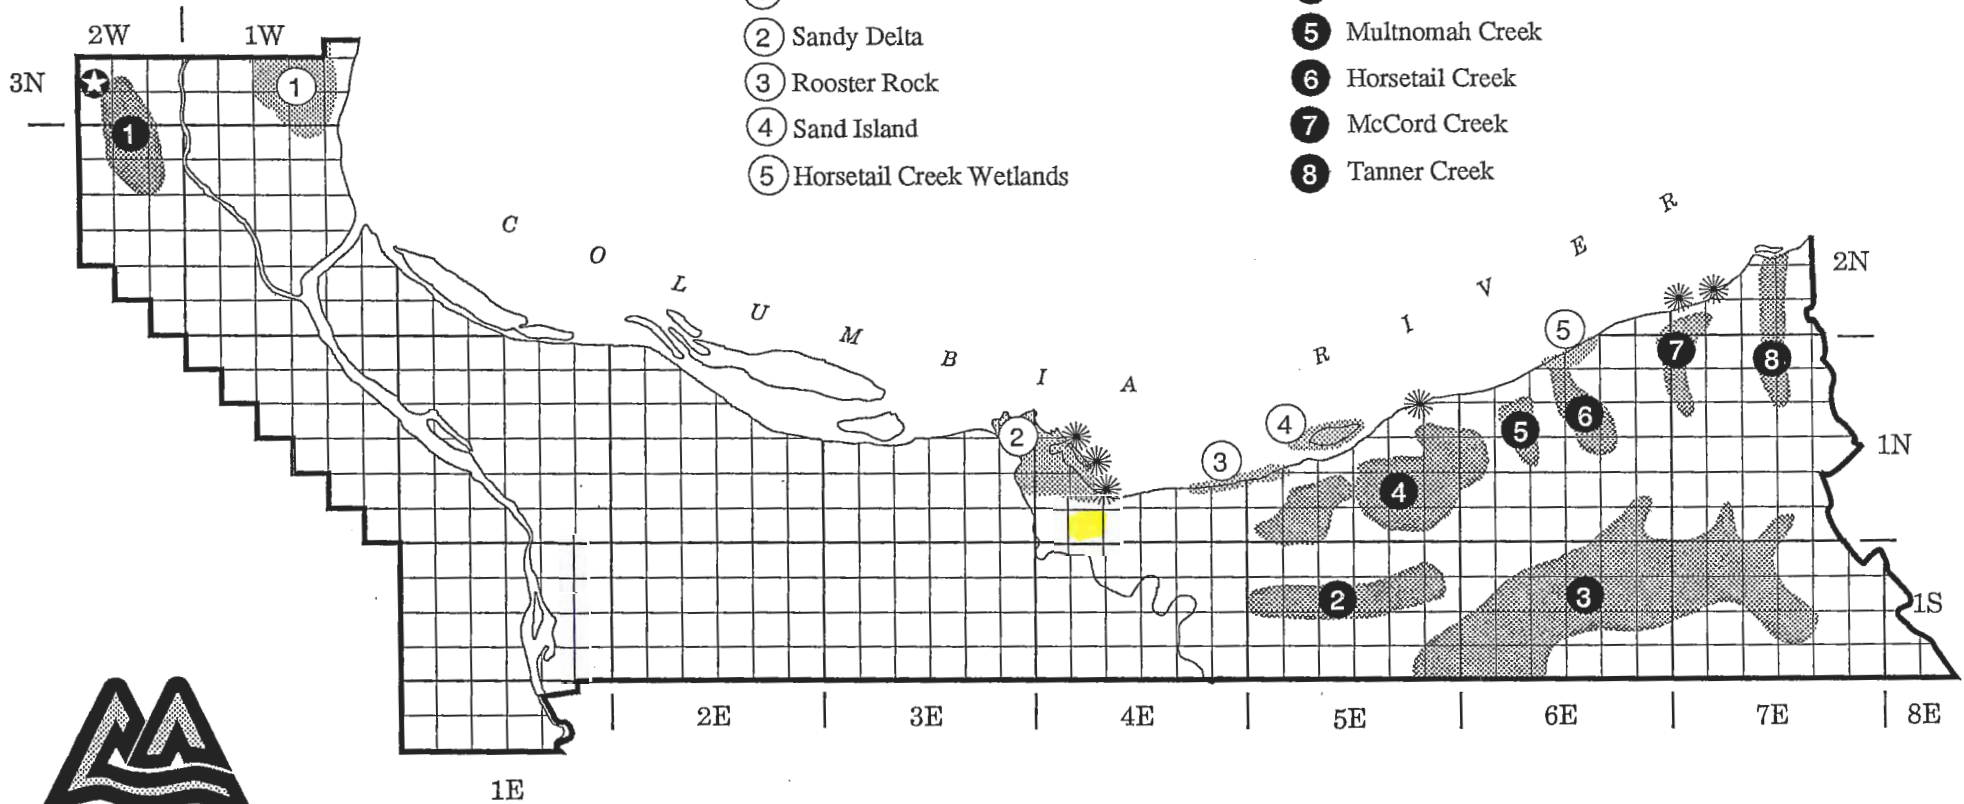 2W 1W
3N
1
1
2 Sandy Delta
3 Rooster Rock
4 Sand Island
5 Horsetail Creek Wetlands
5 Multnomah Creek
6 Horsetail Creek
7 McCord Creek
8 Tanner Creek
C O L U M B I A R I V E R
2N
1N
1S
2
3
4
5
4
5
6
7
8
2
3
1E 2E 3E 4E 5E 6E 7E 8E